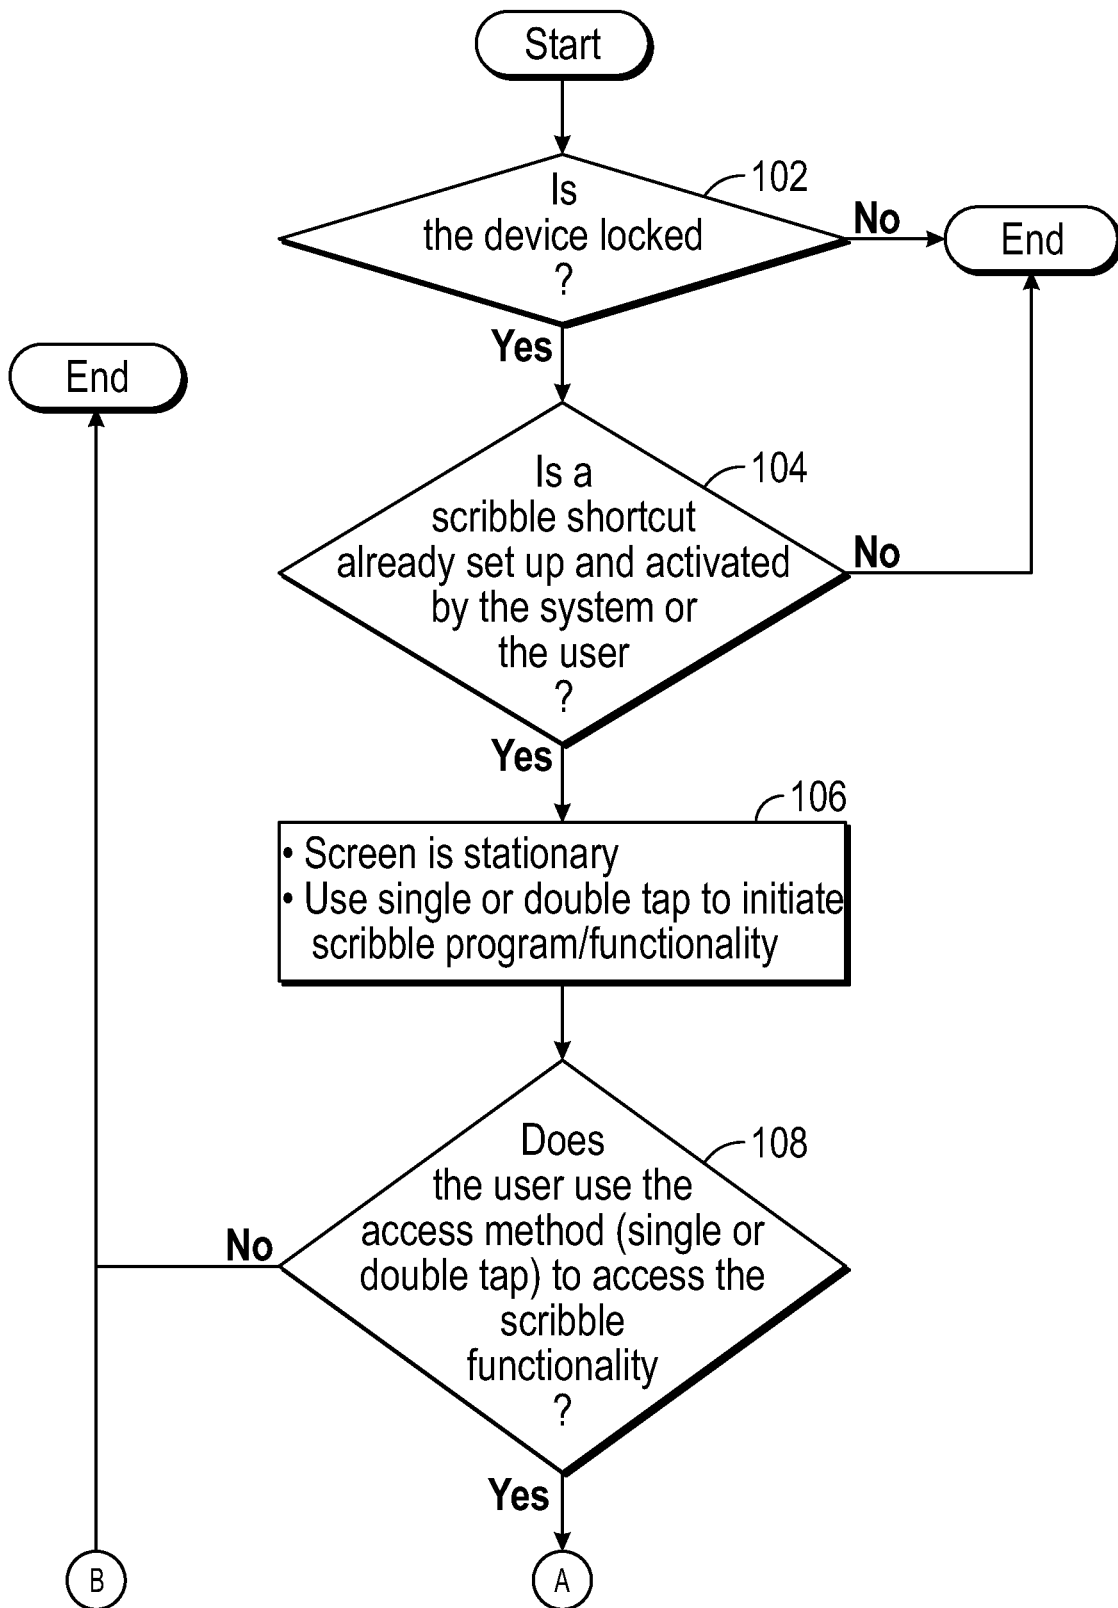 Start
102
Is
the device locked
?
No
End
Yes
End
104
Is a
scribble shortcut
already set up and activated
by the system or
the user
?
No
Yes
106
• Screen is stationary
• Use single or double tap to initiate
scribble program/functionality
108
Does
the user use the
access method (single or
double tap) to access the
scribble
functionality
?
No
Yes
B
A